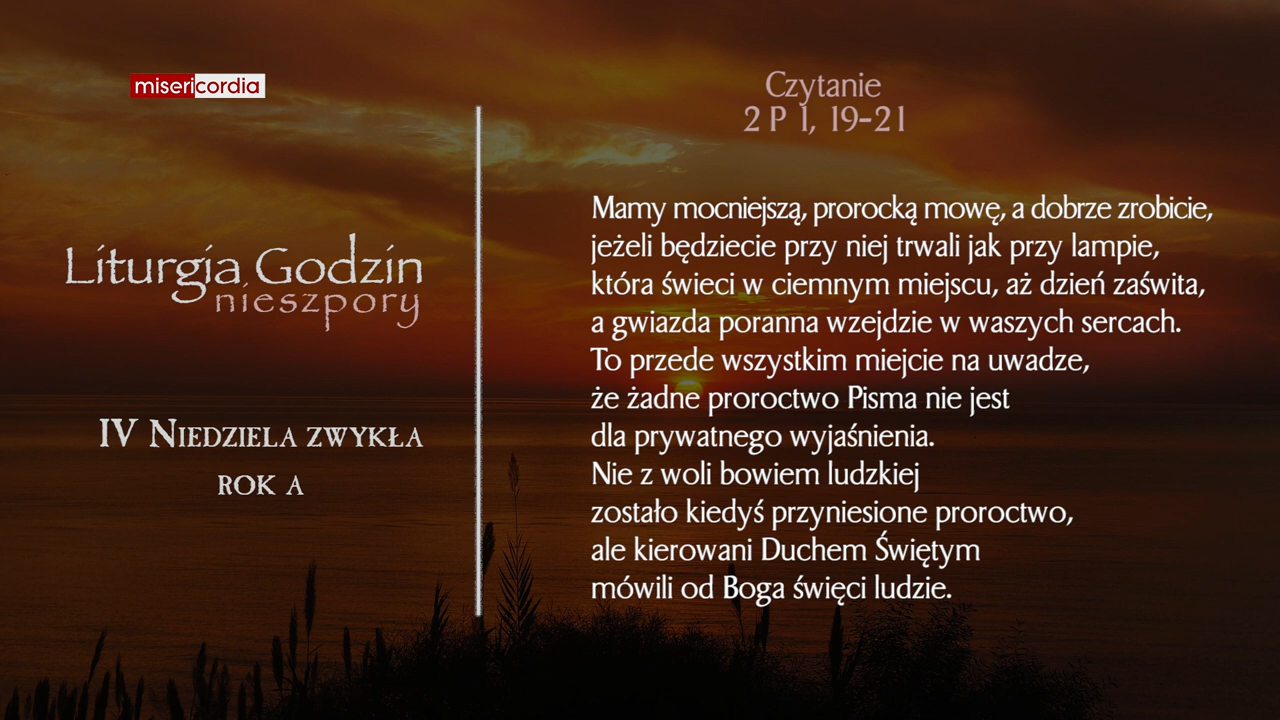 misericordia
Liturgia Godzin
nieszpory
IV Niedziela zwykła
rok A
Czytanie
2 P 1, 19-21
Mamy mocniejszą, prorocką mowę, a dobrze zrobicie,
jeżeli będziecie przy niej trwali jak przy lampie,
która świeci w ciemnym miejscu, aż dzień zaświta,
a gwiazda poranna wzejdzie w waszych sercach.
To przede wszystkim miejcie na uwadze,
że żadne proroctwo Pisma nie jest
dla prywatnego wyjaśnienia.
Nie z woli bowiem ludzkiej
zostało kiedyś przyniesione proroctwo,
ale kierowani Duchem Świętym
mówili od Boga święci ludzie.